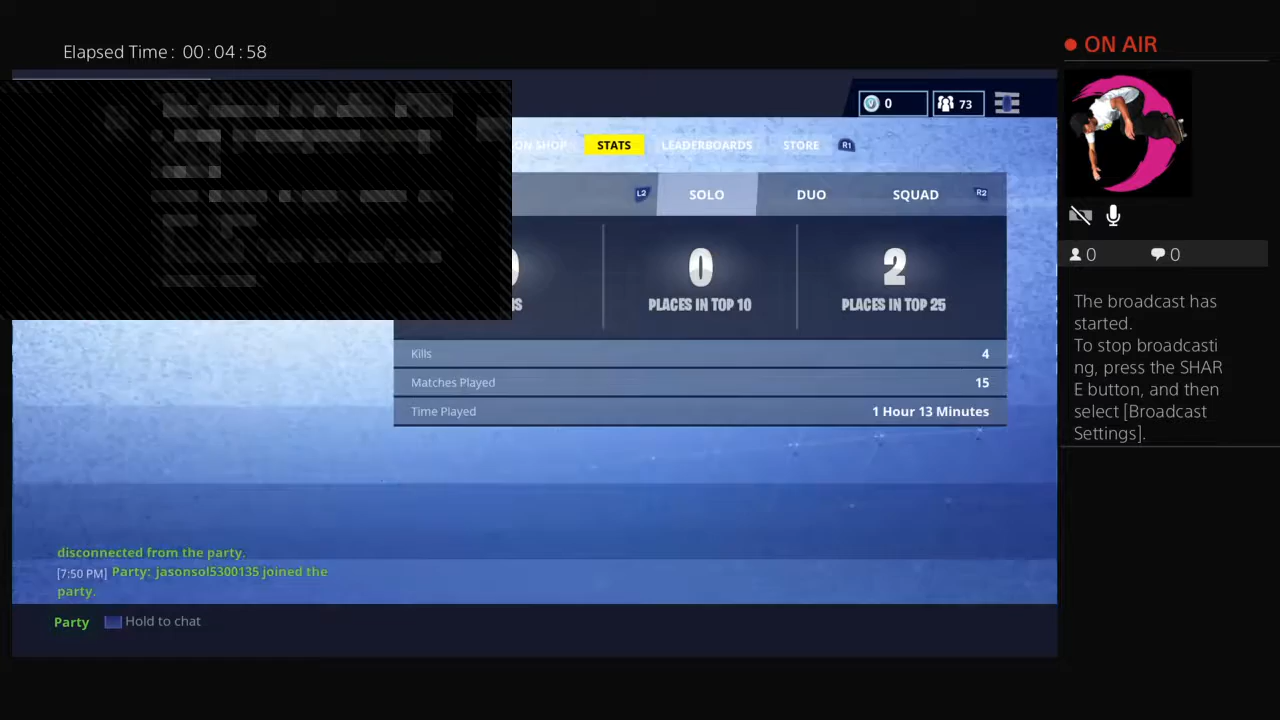 Elapsed Time: 00:04:58
ON AIR
0
73
ON SHOP
STATS
LEADERBOARDS
STORE
R1
L2
SOLO
DUO
SQUAD
R2
0
2
PLACES IN TOP 10
PLACES IN TOP 25
Kills
4
Matches Played
15
Time Played
1 Hour 13 Minutes
0
0
The broadcast has
started.
To stop broadcasti
ng, press the SHAR
E button, and then
select [Broadcast
Settings].
disconnected from the party.
[7:50 PM] Party: jasonsol5300135 joined the
party.
Party
Hold to chat